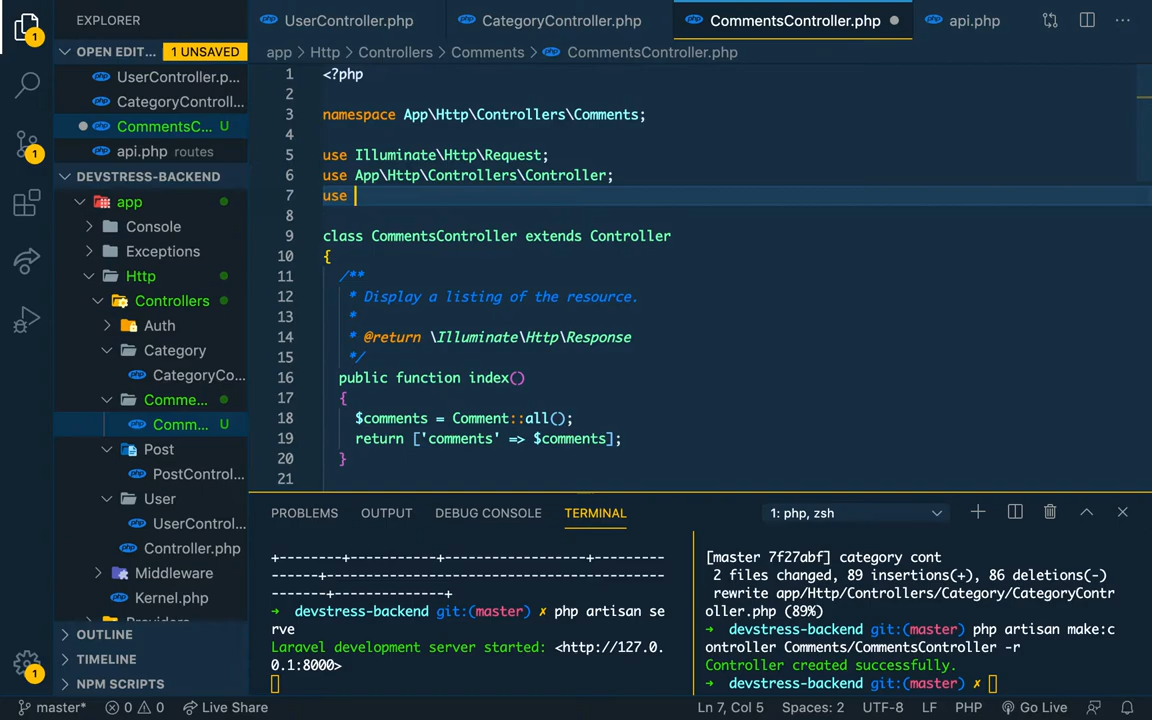 EXPLORER
UserController.php
CategoryController.php
CommentsController.php
api.php
OPEN EDIT... 1 UNSAVED
app > Http > Controllers > Comments > CommentsController.php
UserController.p...
CategoryControll...
CommentsC... U
api.php routes
DEVSTRESS-BACKEND
app
Console
Exceptions
Http
Controllers
Auth
Category
CategoryCo...
Comme...
Comm... U
Post
PostControl...
User
UserControl...
Controller.php
Middleware
Kernel.php
Providers
OUTLINE
TIMELINE
NPM SCRIPTS
1 <?php
2
3 namespace App\Http\Controllers\Comments;
4
5 use Illuminate\Http\Request;
6 use App\Http\Controllers\Controller;
7 use
8
9 class CommentsController extends Controller
10 {
11 /**
12 * Display a listing of the resource.
13 *
14 * @return \Illuminate\Http\Response
15 */
16 public function index()
17 {
18 $comments = Comment::all();
19 return ['comments' => $comments];
20 }
21
PROBLEMS OUTPUT DEBUG CONSOLE TERMINAL 1: php, zsh
+--------+-----------+------------------+---------
------+-----------------------------------------
--------+--------------+
→ devstress-backend git:(master) ✗ php artisan se
rve
Laravel development server started: <http://127.0.
0.1:8000>
[master 7f27abf] category cont
2 files changed, 89 insertions(+), 86 deletions(-)
rewrite app/Http/Controllers/Category/CategoryContr
oller.php (89%)
→ devstress-backend git:(master) php artisan make:c
ontroller Comments/CommentsController -r
Controller created successfully.
→ devstress-backend git:(master) ✗
master* 0 0 Live Share Ln 7, Col 5 Spaces: 2 UTF-8 LF PHP Go Live